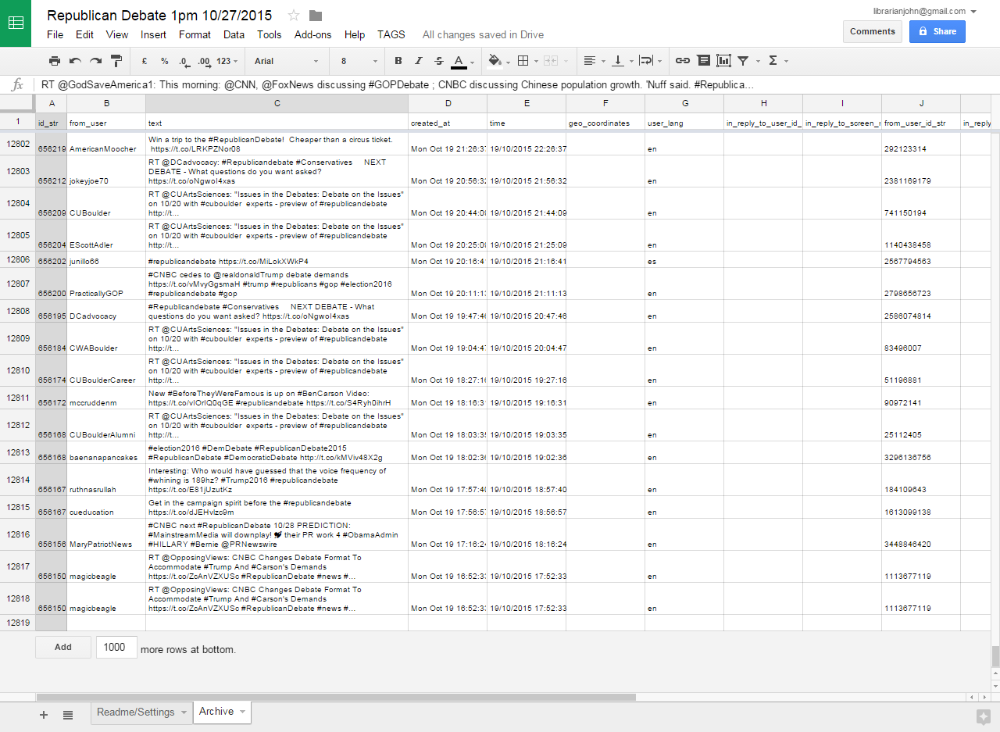 Republican Debate 1pm 10/27/2015
librarianjohn@gmail.com
File Edit View Insert Format Data Tools Add-ons Help TAGS All changes saved in Drive
Comments Share
£ % .0 .00 123 Arial 8 B I S A Σ
fx RT @GodSaveAmerica1: This morning: @CNN, @FoxNews discussing #GOPDebate ; CNBC discussing Chinese population growth. 'Nuff said. #Republica...
A B C D E F G H I J
1 id_str from_user text created_at time geo_coordinates user_lang in_reply_to_user_id_ in_reply_to_screen_ from_user_id_str in_reply
Win a trip to the #RepublicanDebate! Cheaper than a circus ticket.
12802 656219 AmericanMoocher https://t.co/LRKPZNor08 Mon Oct 19 21:26:37 19/10/2015 22:26:37 en 292123314
RT @DCadvocacy: #Republicandebate #Conservatives NEXT
12803 DEBATE - What questions do you want asked?
656212 jokeyjoe70 https://t.co/oNgwoI4xas Mon Oct 19 20:56:32 19/10/2015 21:56:32 en 2381169179
RT @CUArtsSciences: "Issues in the Debates: Debate on the Issues"
12804 on 10/20 with #cuboulder experts - preview of #republicandebate
656209 CUBoulder http://t... Mon Oct 19 20:44:0 19/10/2015 21:44:09 en 741150194
RT @CUArtsSciences: "Issues in the Debates: Debate on the Issues"
12805 on 10/20 with #cuboulder experts - preview of #republicandebate
656204 EScottAdler http://t... Mon Oct 19 20:25:0 19/10/2015 21:25:09 en 1140438458
12806 656202 junillo66 #republicandebate https://t.co/MiLokXWkP4 Mon Oct 19 20:16:4 19/10/2015 21:16:41 es 2567794563
#CNBC cedes to @realdonaldTrump debate demands
12807 https://t.co/vMvyGgsmaH #trump #republicans #gop #election2016
656200 PracticallyGOP #republicandebate #gop Mon Oct 19 20:11:1 19/10/2015 21:11:13 en 2798656723
#Republicandebate #Conservatives NEXT DEBATE - What
12808 656195 DCadvocacy questions do you want asked? https://t.co/oNgwoI4xas Mon Oct 19 19:47:4 19/10/2015 20:47:46 en 2586074814
RT @CUArtsSciences: "Issues in the Debates: Debate on the Issues"
12809 on 10/20 with #cuboulder experts - preview of #republicandebate
656184 CWABoulder http://t... Mon Oct 19 19:04:4 19/10/2015 20:04:47 en 83496007
RT @CUArtsSciences: "Issues in the Debates: Debate on the Issues"
12810 on 10/20 with #cuboulder experts - preview of #republicandebate
656174 CUBoulderCareer http://t... Mon Oct 19 18:27:1 19/10/2015 19:27:16 en 51196881
New #BeforeTheyWereFamous is up on #BenCarson Video:
12811 656172 mccruddenm https://t.co/vIOrIQ0qGE #republicandebate https://t.co/S4Ryh0ihrH Mon Oct 19 18:16:3 19/10/2015 19:16:31 en 90972141
RT @CUArtsSciences: "Issues in the Debates: Debate on the Issues"
12812 on 10/20 with #cuboulder experts - preview of #republicandebate
656168 CUBoulderAlumni http://t... Mon Oct 19 18:03:3 19/10/2015 19:03:35 en 25112405
#election2016 #DemDebate #RepublicanDebate2015
12813 656168 baenanapancakes #RepublicanDebate #DemocraticDebate http://t.co/kMViv48X2g Mon Oct 19 18:02:3 19/10/2015 19:02:36 en 3296136756
Interesting: Who would have guessed that the voice frequency of
12814 #whining is 189hz? #Trump2016 #republicandebate
656167 ruthnasrullah https://t.co/E81jUzutKz Mon Oct 19 17:57:4 19/10/2015 18:57:40 en 184109643
Get in the campaign spirit before the #republicandebate
12815 656167 cueducation https://t.co/dJEHvlzc9m Mon Oct 19 17:56:5 19/10/2015 18:56:57 en 1613099138
#CNBC next #RepublicanDebate 10/28 PREDICTION:
12816 #MainstreamMedia will downplay! their PR work 4 #ObamaAdmin
656156 MaryPatriotNews #HILLARY #Bernie @PRNewswire Mon Oct 19 17:16:2 19/10/2015 18:16:24 en 3448846420
RT @OpposingViews: CNBC Changes Debate Format To
12817 Accommodate #Trump And #Carson's Demands
656150 magicbeagle https://t.co/ZcAnVZXUSc #RepublicanDebate #news #... Mon Oct 19 16:52:3 19/10/2015 17:52:33 en 1113677119
RT @OpposingViews: CNBC Changes Debate Format To
12818 Accommodate #Trump And #Carson's Demands
656150 magicbeagle https://t.co/ZcAnVZXUSc #RepublicanDebate #news #... Mon Oct 19 16:52:3 19/10/2015 17:52:33 en 1113677119
12819
Add 1000 more rows at bottom.
+ Readme/Settings Archive